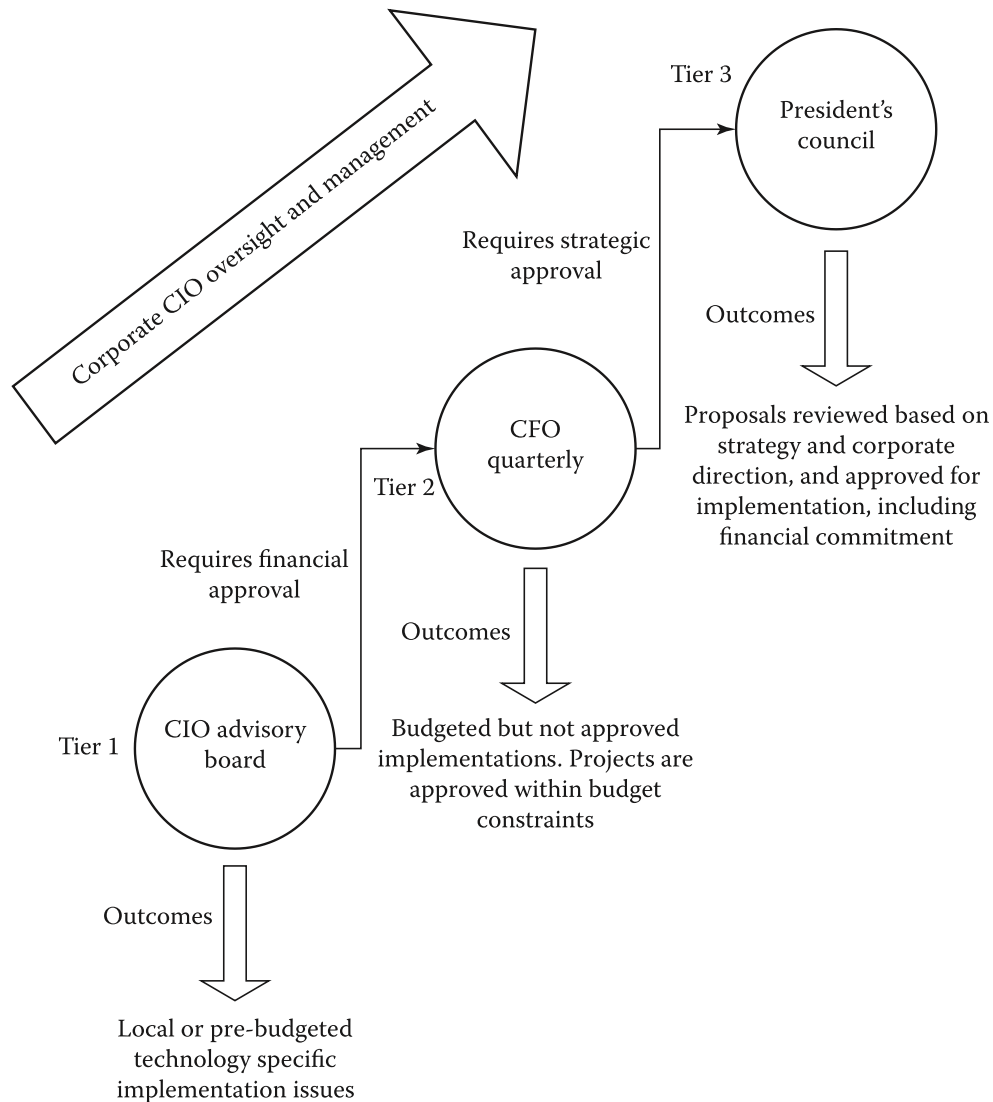 Corporate CIO oversight and management
Tier 3
President's
council
Requires strategic
approval
Outcomes
Proposals reviewed based on
strategy and corporate
direction, and approved for
implementation, including
financial commitment
CFO
quarterly
Tier 2
Requires financial
approval
Outcomes
Budgeted but not approved
implementations. Projects are
approved within budget
constraints
Tier 1
CIO advisory
board
Outcomes
Local or pre-budgeted
technology specific
implementation issues